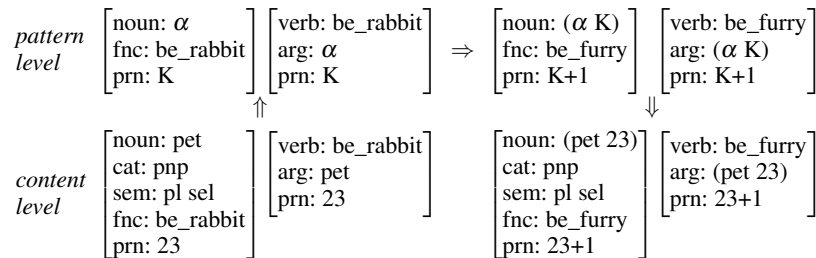 pattern level
[noun: α [verb: be_rabbit ⇒ [noun: (α K) [verb: be_furry
fnc: be_rabbit arg: α fnc: be_furry arg: (α K)
prn: K] prn: K] prn: K+1] prn: K+1]
⇑ ⇓
content level
[noun: pet [verb: be_rabbit [noun: (pet 23) [verb: be_furry
cat: pnp arg: pet cat: pnp arg: (pet 23)
sem: pl sel prn: 23] sem: pl sel prn: 23+1]
fnc: be_rabbit fnc: be_furry
prn: 23] prn: 23+1]